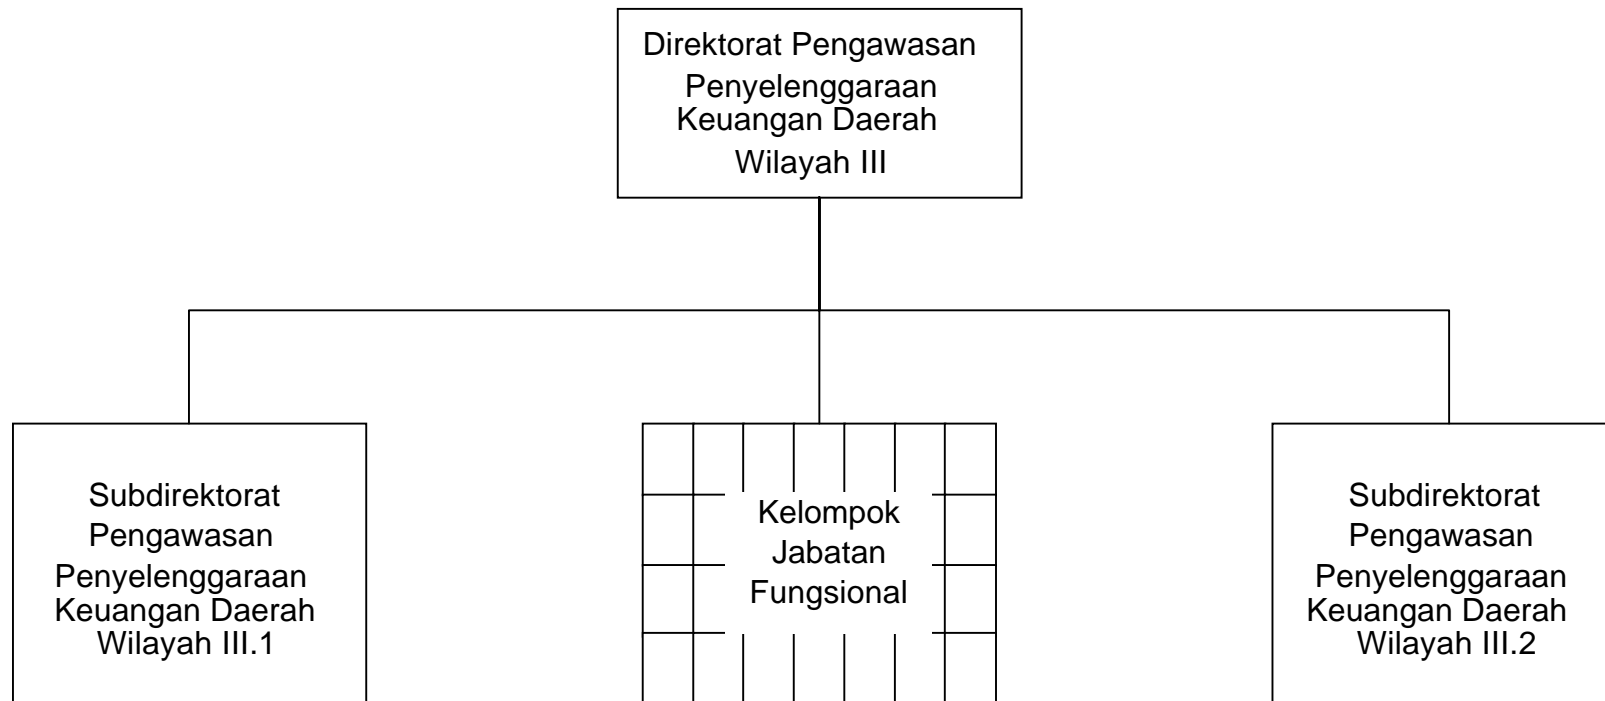 Direktorat Pengawasan
Penyelenggaraan
Keuangan Daerah
Wilayah III
Subdirektorat
Pengawasan
Penyelenggaraan
Keuangan Daerah
Wilayah III.1
Kelompok
Jabatan
Fungsional
Subdirektorat
Pengawasan
Penyelenggaraan
Keuangan Daerah
Wilayah III.2